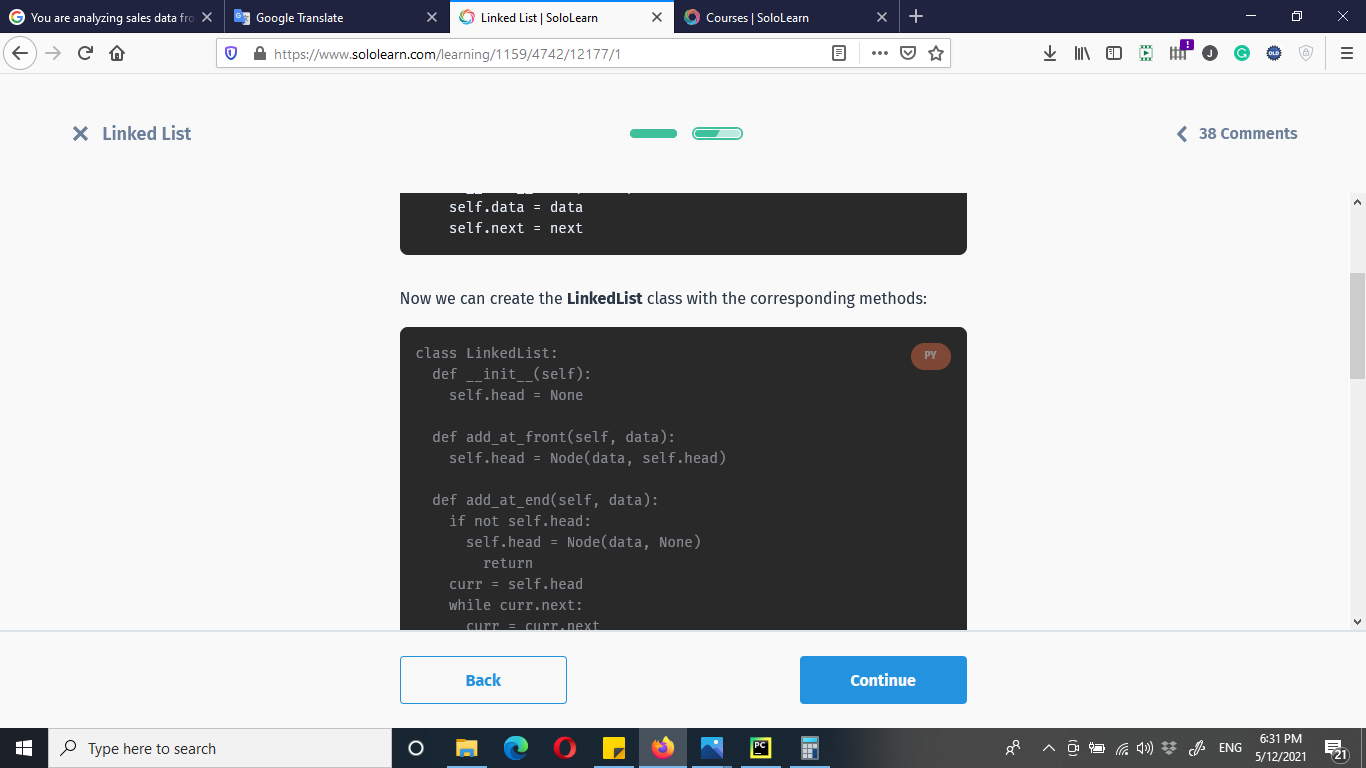 You are analyzing sales data fro
Google Translate
Linked List | SoloLearn
Courses | SoloLearn
https://www.sololearn.com/learning/1159/4742/12177/1
Linked List
38 Comments
self.data = data
self.next = next
Now we can create the LinkedList class with the corresponding methods:
PY
class LinkedList:
  def __init__(self):
    self.head = None
  def add_at_front(self, data):
    self.head = Node(data, self.head)
  def add_at_end(self, data):
    if not self.head:
      self.head = Node(data, None)
        return
    curr = self.head
    while curr.next:
      curr = curr.next
Back
Continue
Type here to search
ENG
6:31 PM
5/12/2021
21